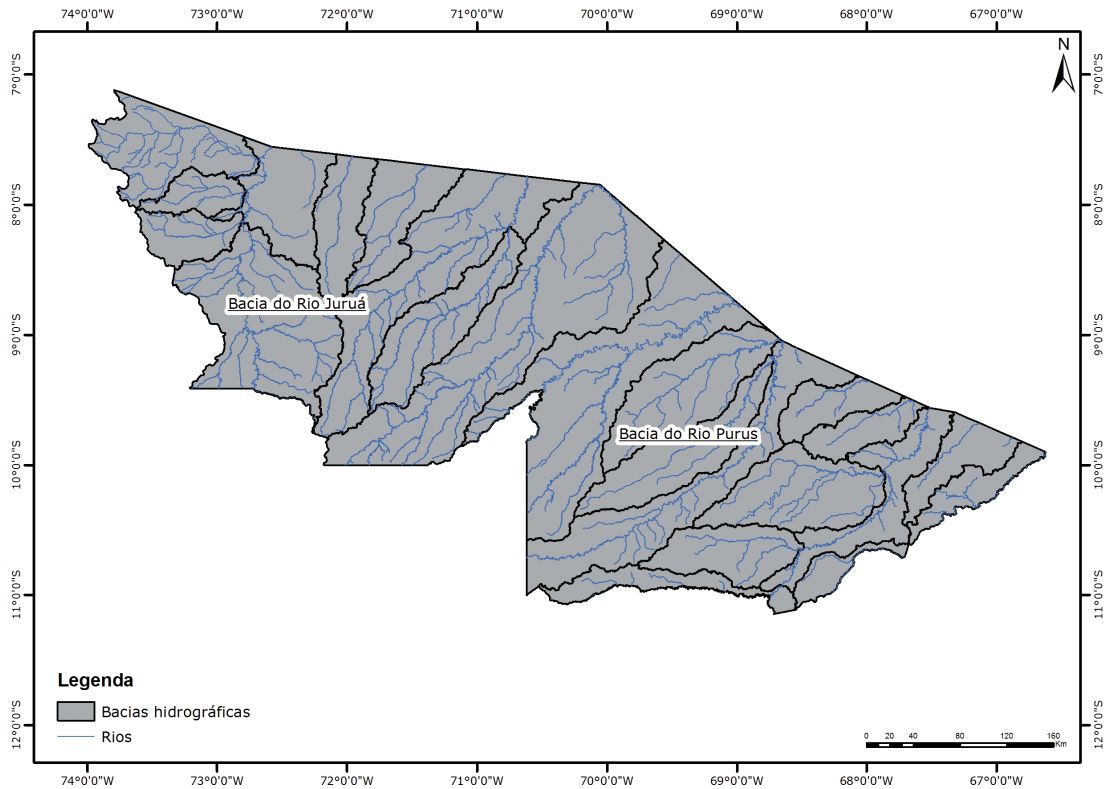 74°0'0"W 73°0'0"W 72°0'0"W 71°0'0"W 70°0'0"W 69°0'0"W 68°0'0"W 67°0'0"W
N
7°0'0"S 7°0'0"S
8°0'0"S 8°0'0"S
Bacia do Rio Juruá
9°0'0"S 9°0'0"S
Bacia do Rio Purus
10°0'0"S 10°0'0"S
11°0'0"S 11°0'0"S
Legenda
Bacias hidrográficas
12°0'0"S 12°0'0"S
Rios
0 20 40 80 120 160
Km
74°0'0"W 73°0'0"W 72°0'0"W 71°0'0"W 70°0'0"W 69°0'0"W 68°0'0"W 67°0'0"W